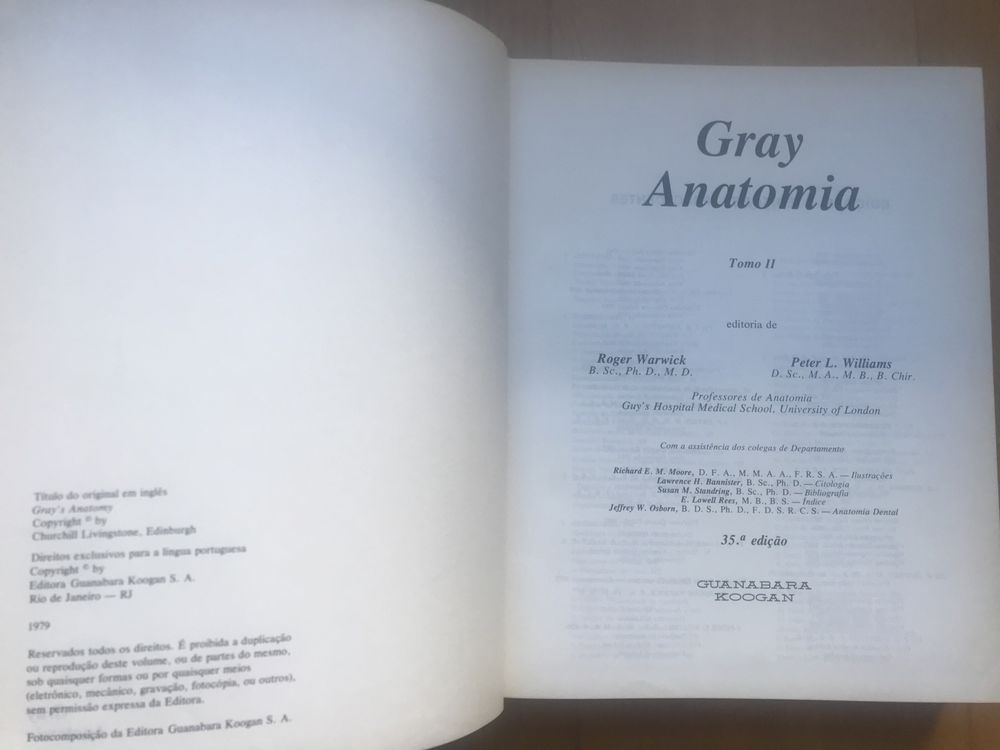 Título do original em inglês
Gray's Anatomy
Copyright © by
Churchill Livingstone, Edinburgh
Direitos exclusivos para a língua portuguesa
Copyright © by
Editora Guanabara Koogan S. A.
Rio de Janeiro — RJ
1979
Reservados todos os direitos. É proibida a duplicação
ou reprodução deste volume, ou de partes do mesmo,
sob quaisquer formas ou por quaisquer meios
(eletrônico, mecânico, gravação, fotocópia, ou outros),
sem permissão expressa da Editora.
Fotocomposição da Editora Guanabara Koogan S. A.
Gray
Anatomia
Tomo II
editoria de
Roger Warwick
B. Sc., Ph. D., M. D.
Peter L. Williams
D. Sc., M. A., M. B., B. Chir.
Professores de Anatomia
Guy's Hospital Medical School, University of London
Com a assistência dos colegas de Departamento
Richard E. M. Moore, D. F. A., M. M. A. A., F. R. S. A. — Ilustrações
Lawrence H. Bannister, B. Sc., Ph. D. — Citologia
Susan M. Standring, B. Sc., Ph. D. — Bibliografia
E. Lowell Rees, M. B., B. S. — Índice
Jeffrey W. Osborn, B. D. S., Ph. D., F. D. S. R. C. S. — Anatomia Dental
35.ª edição
GUANABARA
KOOGAN